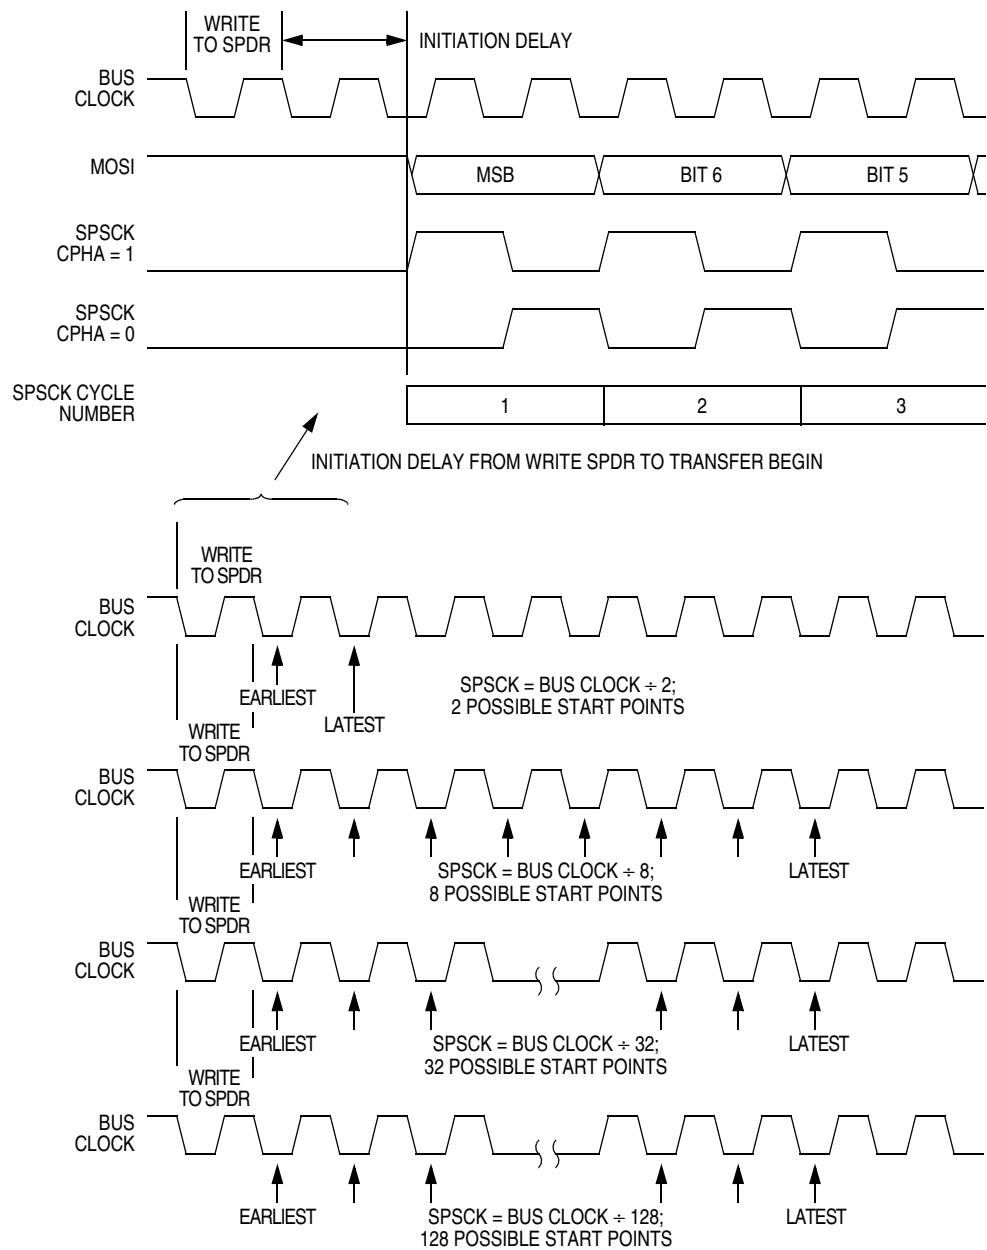 WRITE
TO SPDR
INITIATION DELAY
BUS
CLOCK
MOSI
MSB
BIT 6
BIT 5
SPSCK
CPHA = 1
SPSCK
CPHA = 0
SPSCK CYCLE
NUMBER
1
2
3
INITIATION DELAY FROM WRITE SPDR TO TRANSFER BEGIN
WRITE
TO SPDR
BUS
CLOCK
EARLIEST
LATEST
SPSCK = BUS CLOCK ÷ 2;
2 POSSIBLE START POINTS
WRITE
TO SPDR
BUS
CLOCK
EARLIEST
SPSCK = BUS CLOCK ÷ 8;
8 POSSIBLE START POINTS
LATEST
WRITE
TO SPDR
BUS
CLOCK
EARLIEST
SPSCK = BUS CLOCK ÷ 32;
32 POSSIBLE START POINTS
LATEST
WRITE
TO SPDR
BUS
CLOCK
EARLIEST
SPSCK = BUS CLOCK ÷ 128;
128 POSSIBLE START POINTS
LATEST